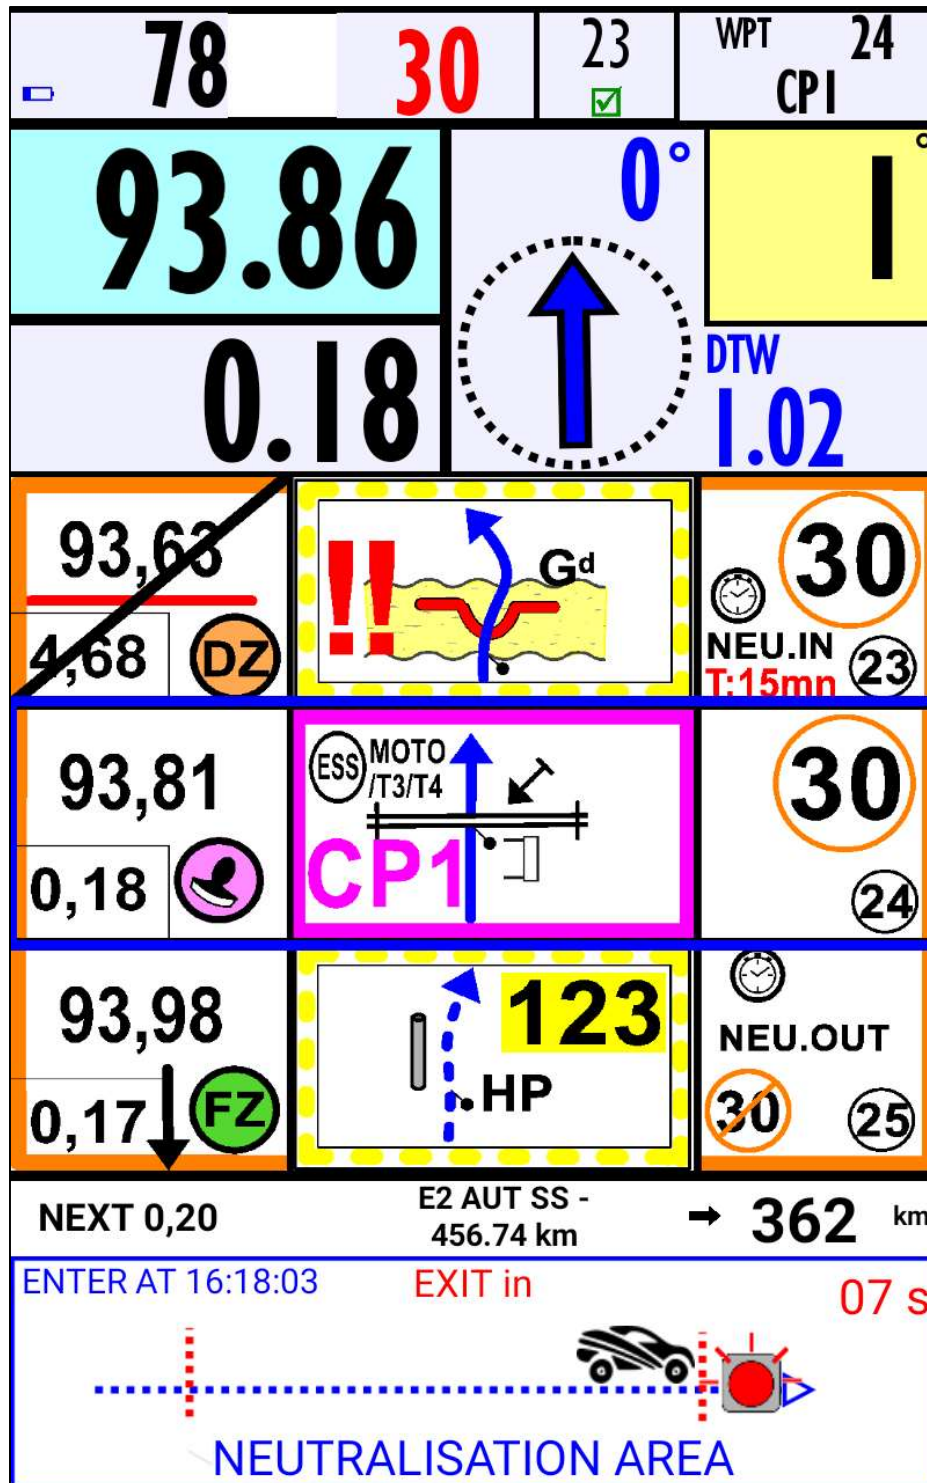 78 30 23 WPT 24
CP1
93.86 0° 1°
0.18 DTW
1.02
93,63 !! Gd 30
4,68 DZ NEU.IN 23
T:15mn
93,81 ESS MOTO 30
/T3/T4
0,18 CP1 24
93,98 123 NEU.OUT
0,17 FZ HP 30 25
NEXT 0,20 E2 AUT SS - 362 km
456.74 km
ENTER AT 16:18:03 EXIT in 07 s
NEUTRALISATION AREA